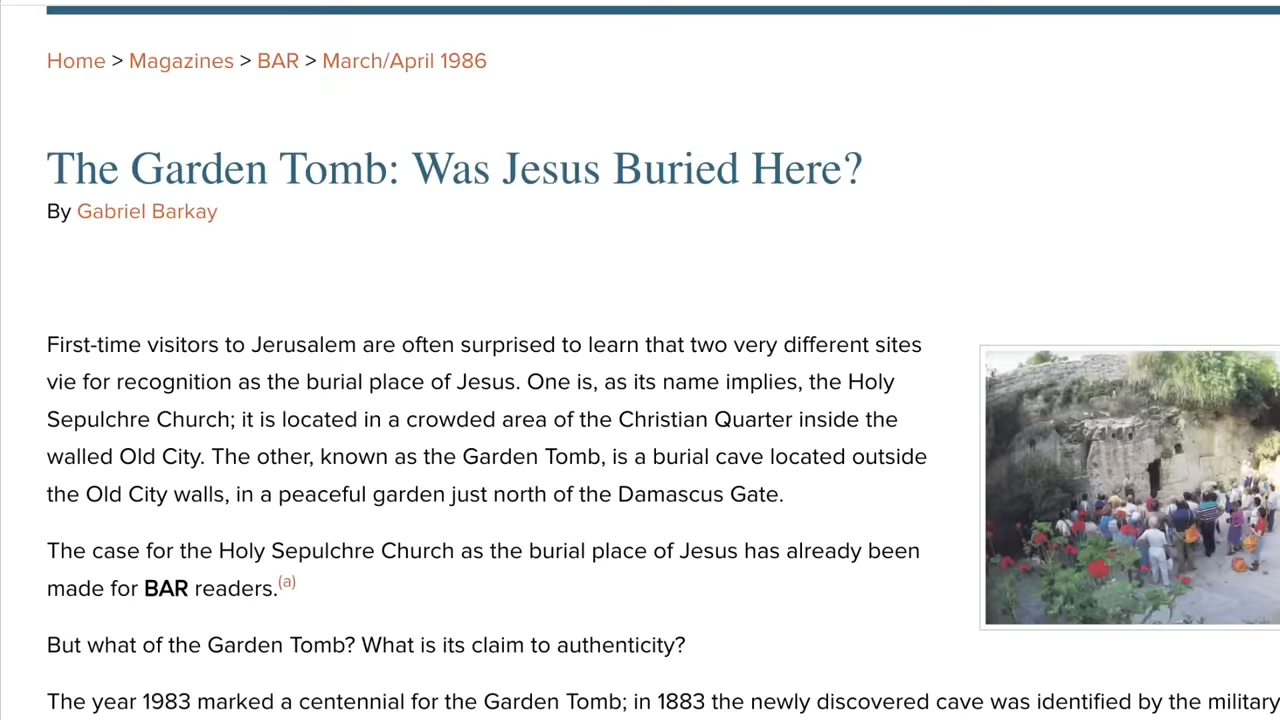 Home > Magazines > BAR > March/April 1986
The Garden Tomb: Was Jesus Buried Here?
By Gabriel Barkay
First-time visitors to Jerusalem are often surprised to learn that two very different sites
vie for recognition as the burial place of Jesus. One is, as its name implies, the Holy
Sepulchre Church; it is located in a crowded area of the Christian Quarter inside the
walled Old City. The other, known as the Garden Tomb, is a burial cave located outside
the Old City walls, in a peaceful garden just north of the Damascus Gate.
The case for the Holy Sepulchre Church as the burial place of Jesus has already been
made for BAR readers.(a)
But what of the Garden Tomb? What is its claim to authenticity?
The year 1983 marked a centennial for the Garden Tomb; in 1883 the newly discovered cave was identified by the military